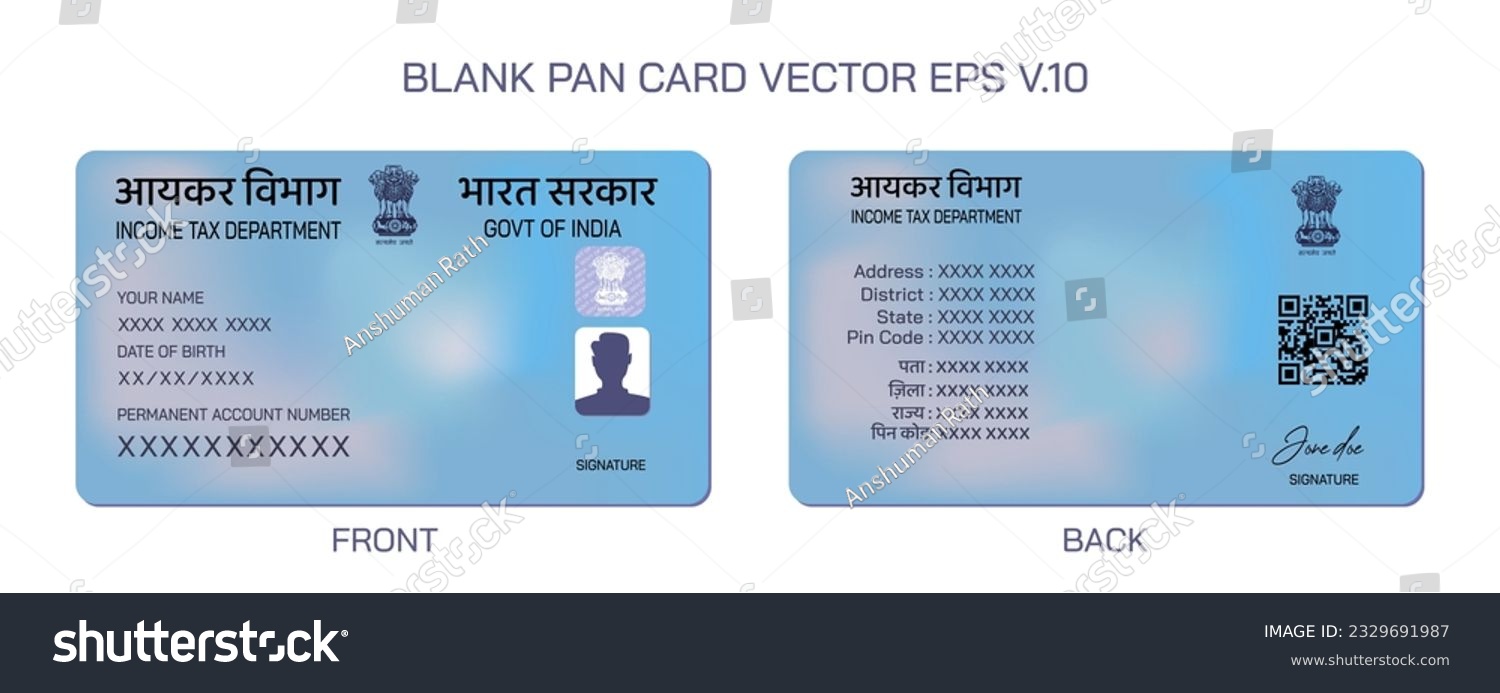 BLANK PAN CARD VECTOR EPS V.10
आयकर विभाग
INCOME TAX DEPARTMENT
सत्यमेव जयते
भारत सरकार
GOVT OF INDIA
YOUR NAME
XXXX XXXX XXXX
DATE OF BIRTH
XX/XX/XXXX
PERMANENT ACCOUNT NUMBER
XXXXXXXXXXX
SIGNATURE
Anshuman Rath
FRONT
आयकर विभाग
INCOME TAX DEPARTMENT
सत्यमेव जयते
Address : XXXX XXXX
District : XXXX XXXX
State : XXXX XXXX
Pin Code : XXXX XXXX
पता : XXXX XXXX
ज़िला : XXXX XXXX
राज्य : XXXX XXXX
पिन कोड : XXXX XXXX
Jone doe
SIGNATURE
Anshuman Rath
BACK
shutterstock
shutterstock
shutterstock
shutterstock
shutterstock®
IMAGE ID: 2329691987
www.shutterstock.com